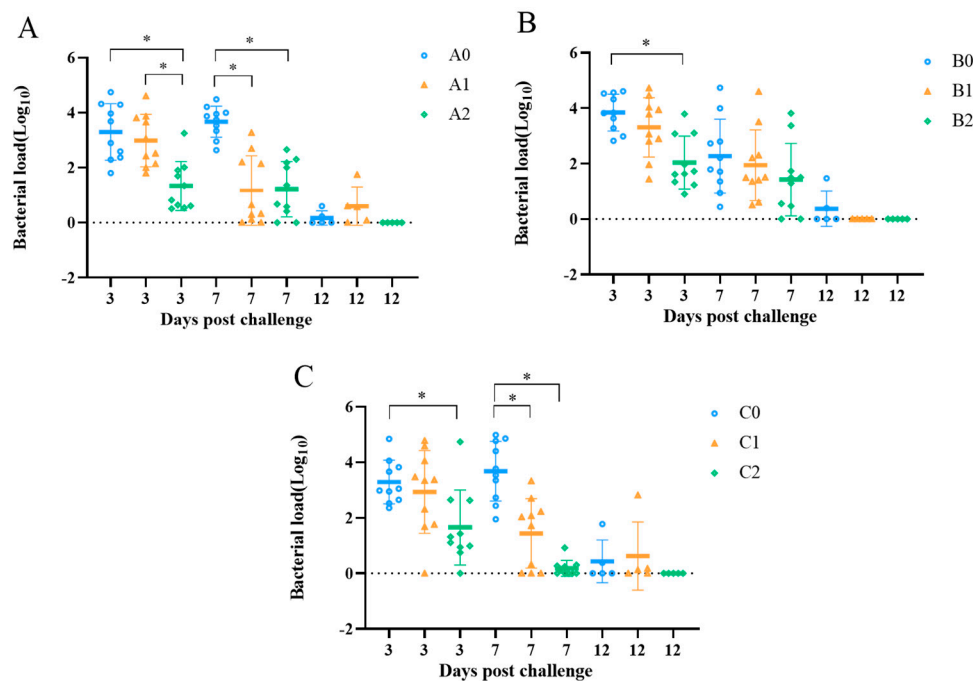 A
* *
* *
A0
A1
A2
Bacterial load(Log10)
6
4
2
0
-2
3 3 3 7 7 7 12 12 12
Days post challenge
B
*
B0
B1
B2
Bacterial load(Log10)
6
4
2
0
-2
3 3 3 7 7 7 12 12 12
Days post challenge
C
* *
*
C0
C1
C2
Bacterial load(Log10)
6
4
2
0
-2
3 3 3 7 7 7 12 12 12
Days post challenge